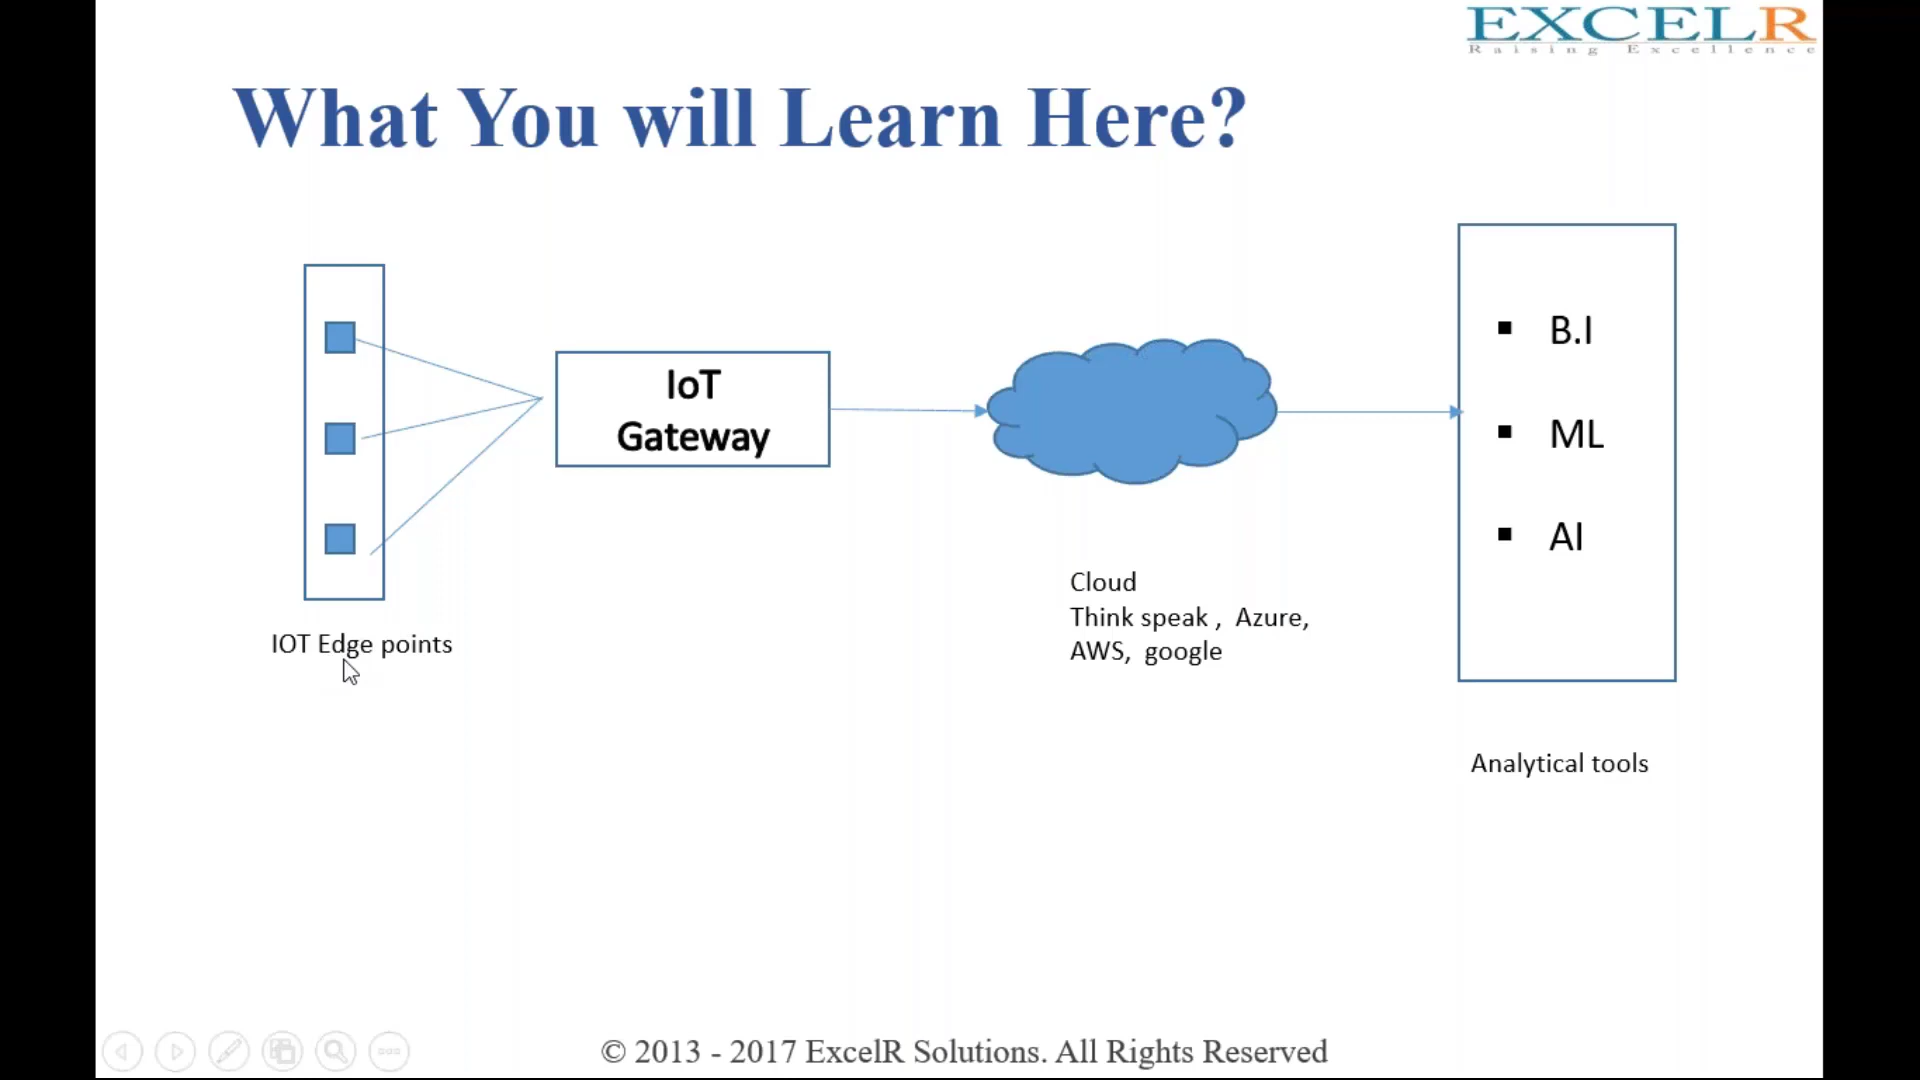 EXCELR
Raising Excellence
What You will Learn Here?
IoT
Gateway
IOT Edge points
Cloud
Think speak , Azure,
AWS, google
▪ B.I
▪ ML
▪ AI
Analytical tools
© 2013 - 2017 ExcelR Solutions. All Rights Reserved